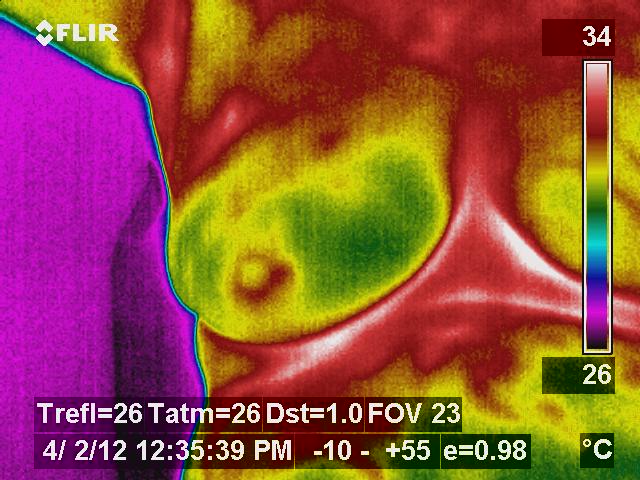 FLIR
34
26
Trefl=26 Tatm=26 Dst=1.0 FOV 23
4/ 2/12 12:35:39 PM -10 - +55 e=0.98 °C